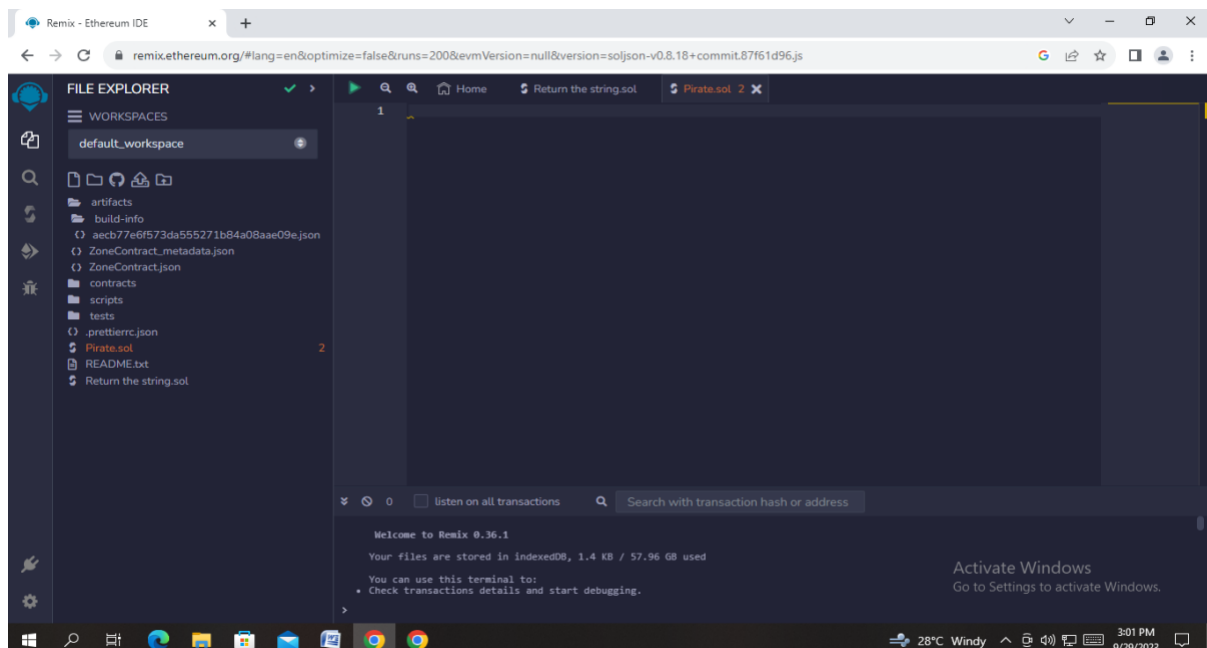 Remix - Ethereum IDE
remix.ethereum.org/#lang=en&optimize=false&runs=200&evmVersion=null&version=soljson-v0.8.18+commit.87f61d96.js
FILE EXPLORER
WORKSPACES
default_workspace
artifacts
build-info
aecb77e6f573da555271b84a08aae09e.json
ZoneContract_metadata.json
ZoneContract.json
contracts
scripts
tests
.prettierrc.json
Pirate.sol 2
README.txt
Return the string.sol
Home Return the string.sol Pirate.sol 2
1
0 listen on all transactions Search with transaction hash or address
Welcome to Remix 0.36.1
Your files are stored in indexedDB, 1.4 KB / 57.96 GB used
You can use this terminal to:
• Check transactions details and start debugging.
>
Activate Windows
Go to Settings to activate Windows.
28°C Windy
3:01 PM
9/29/2023